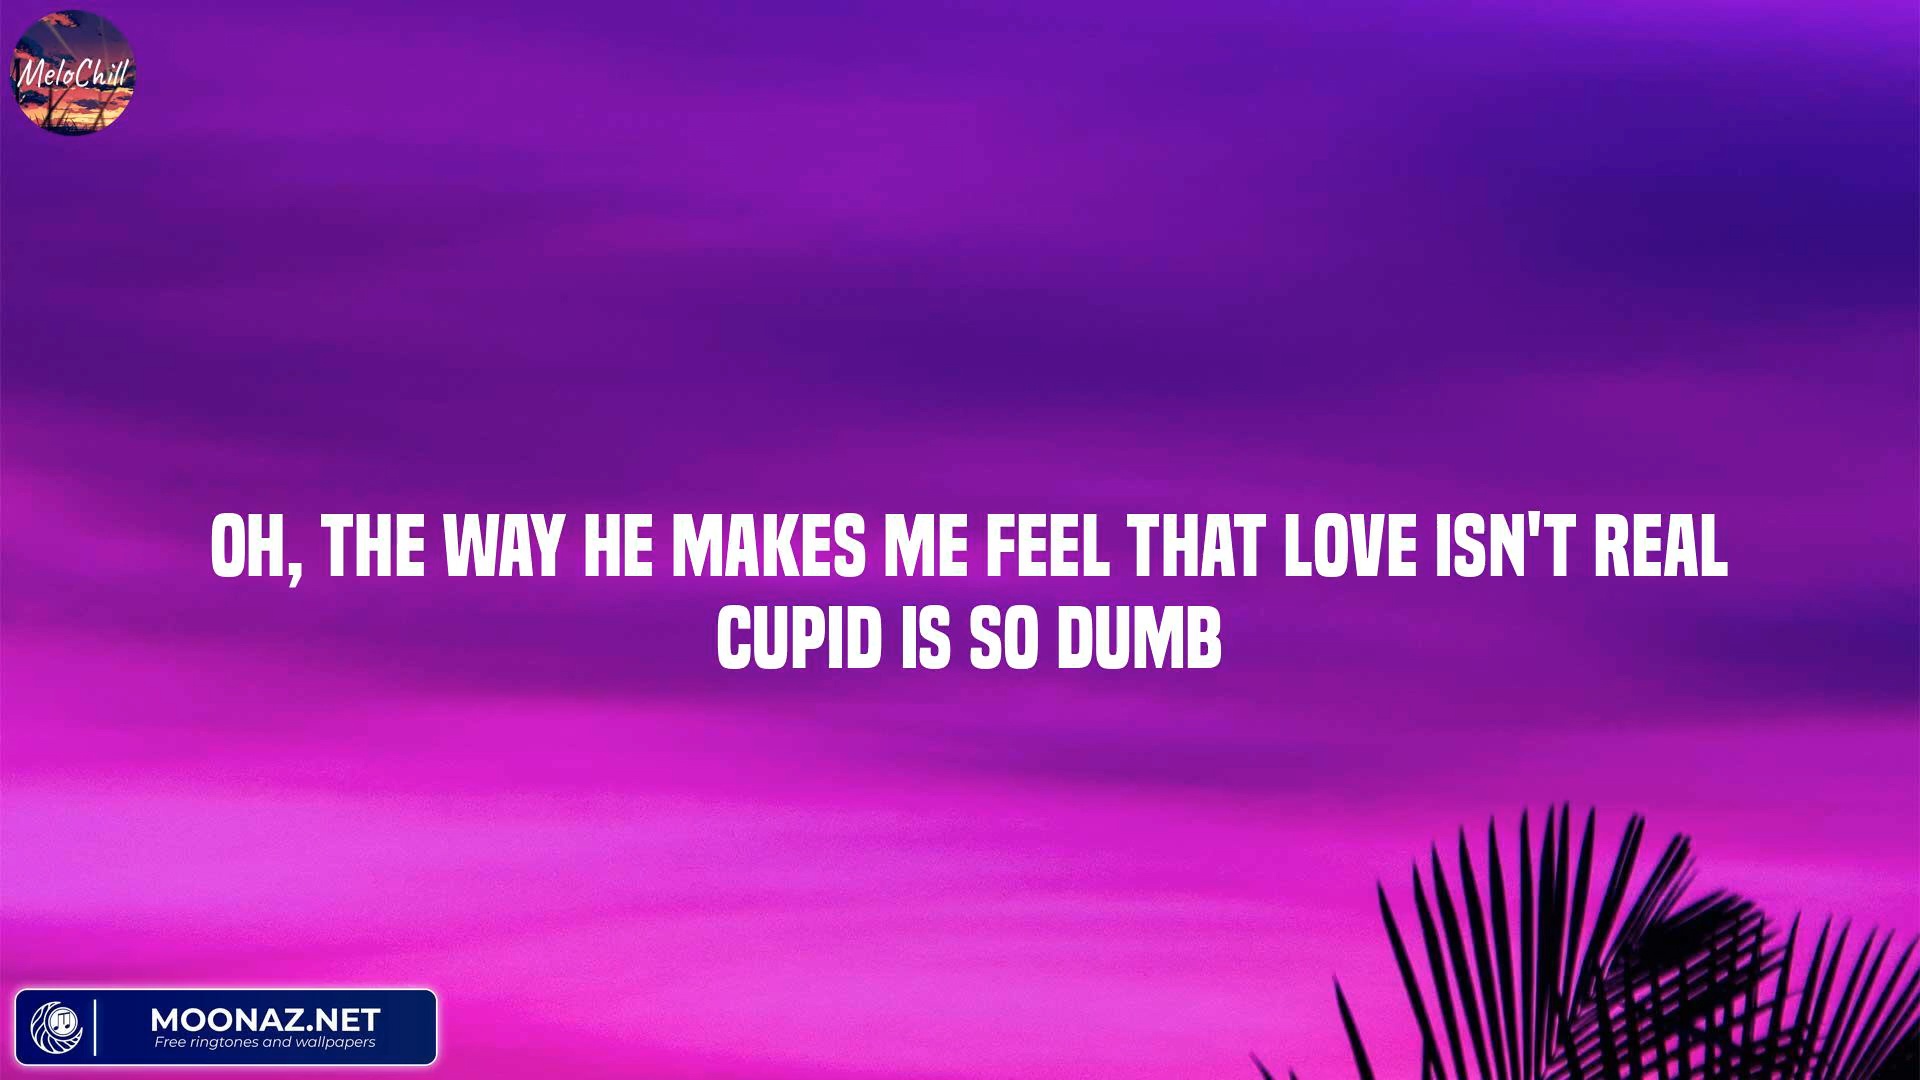 MeloChill
OH, THE WAY HE MAKES ME FEEL THAT LOVE ISN'T REAL
CUPID IS SO DUMB
MOONAZ.NET
Free ringtones and wallpapers